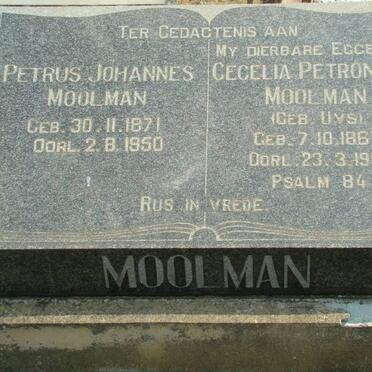 TER GEDACTENIS AAN
PETRUS JOHANNES
MOOLMAN
GEB. 30.11.1871
OORL. 2.8.1950
MY DIERBARE EGGE
CECELIA PETRON
MOOLMAN
(GEB. UYS)
GEB. 7.10.186
OORL. 23.3.19
PSALM 84
RUS IN VREDE.
MOOLMAN